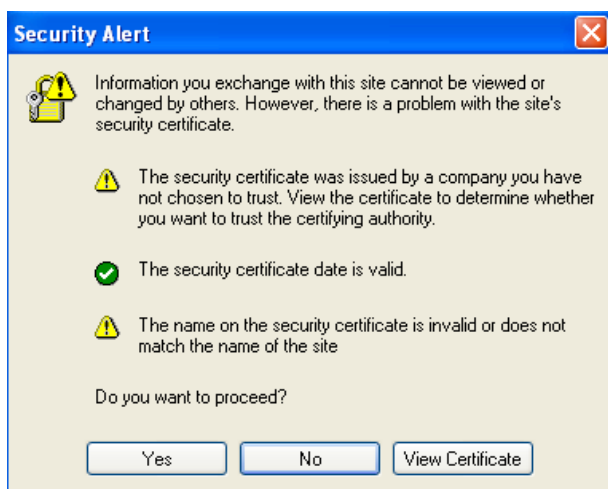 Security Alert
Information you exchange with this site cannot be viewed or
changed by others. However, there is a problem with the site's
security certificate.
The security certificate was issued by a company you have
not chosen to trust. View the certificate to determine whether
you want to trust the certifying authority.
The security certificate date is valid.
The name on the security certificate is invalid or does not
match the name of the site
Do you want to proceed?
Yes No View Certificate